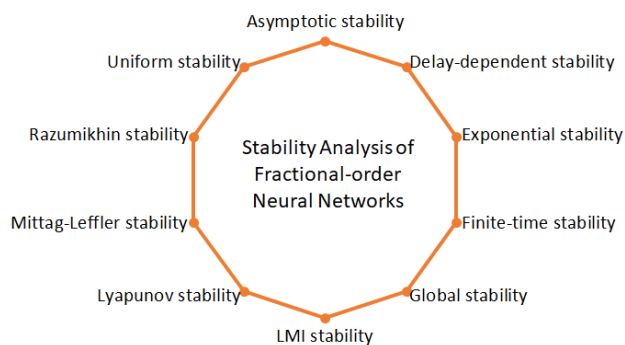 Asymptotic stability
Uniform stability
Delay-dependent stability
Razumikhin stability
Exponential stability
Stability Analysis of
Fractional-order
Neural Networks
Mittag-Leffler stability
Finite-time stability
Lyapunov stability
Global stability
LMI stability